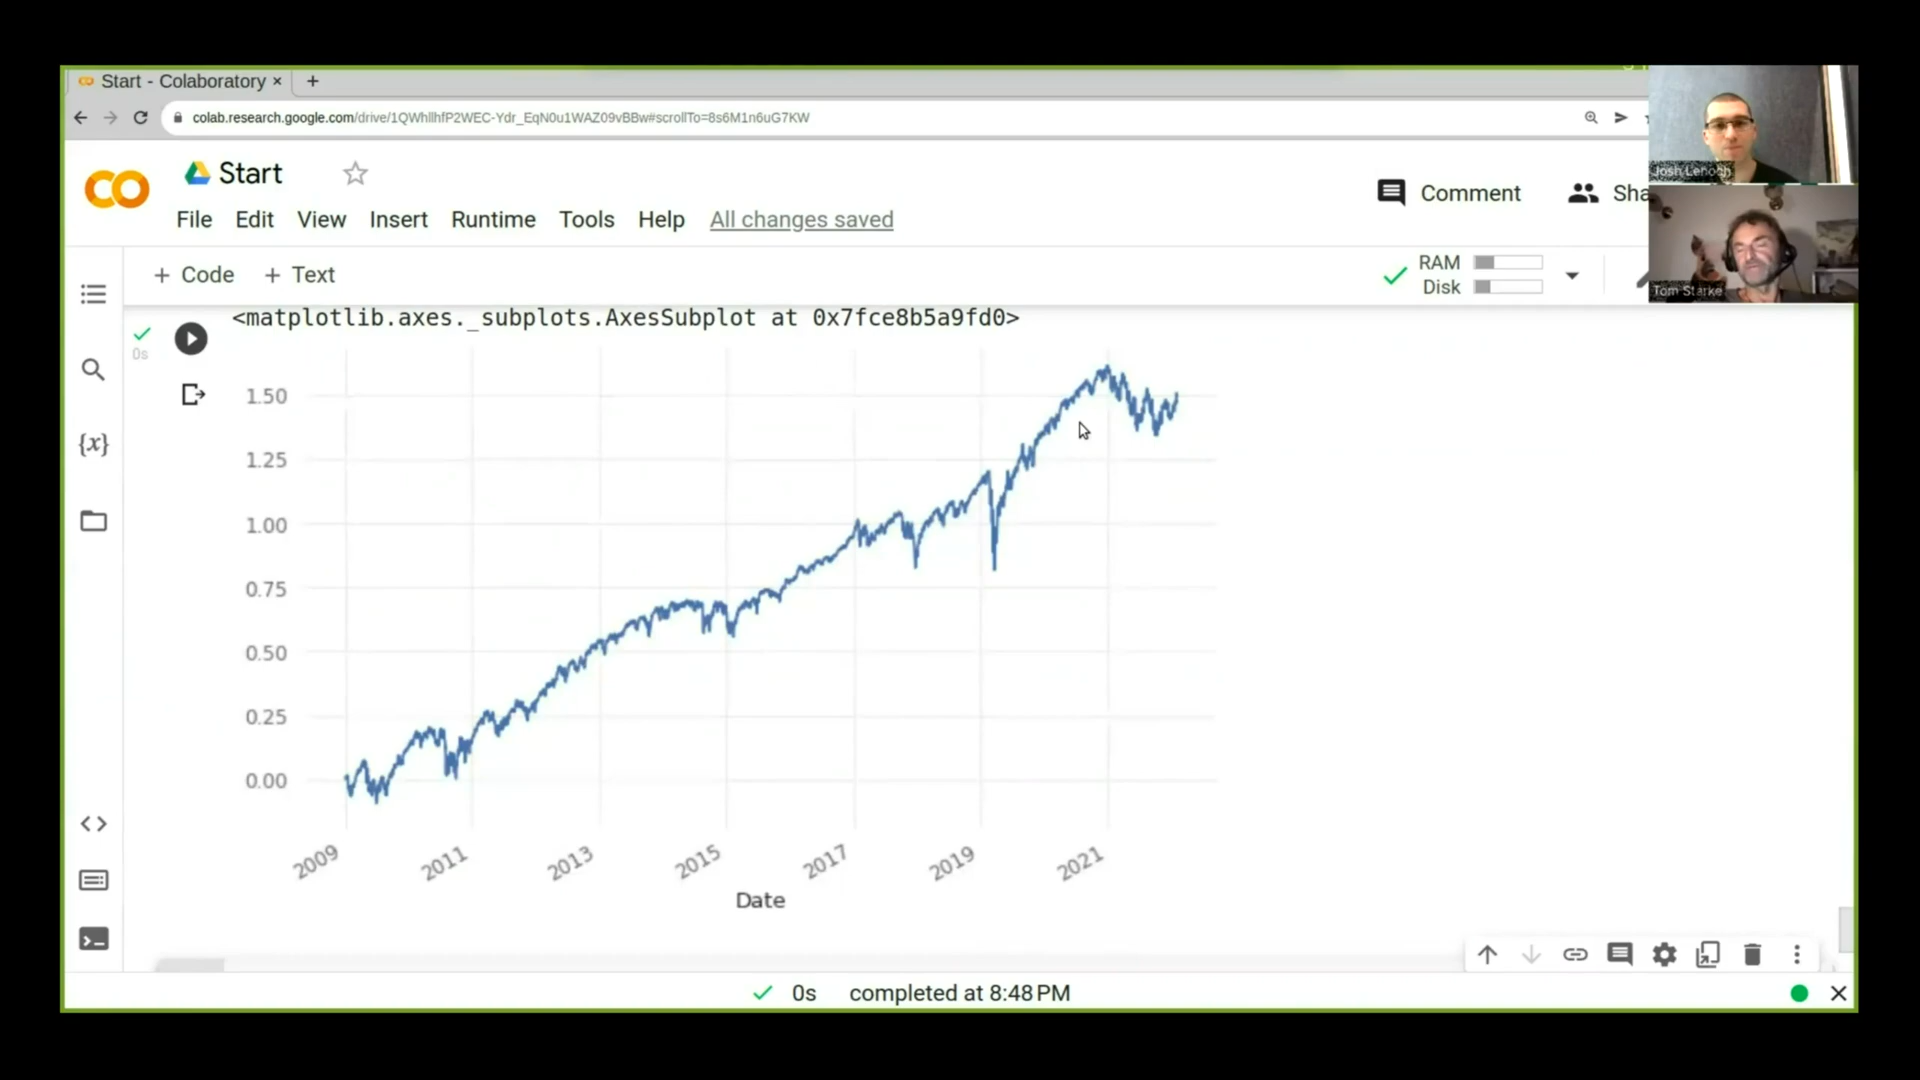 Start - Colaboratory
colab.research.google.com/drive/1QWhllhfP2WEC-Ydr_EqN0u1WAZ09vBBw#scrollTo=8s6M1n6uG7KW
Start
Comment
Sha
File Edit View Insert Runtime Tools Help All changes saved
+ Code + Text
RAM
Disk
Josh Lenoch
Tom Starke
<matplotlib.axes._subplots.AxesSubplot at 0x7fce8b5a9fd0>
0s
{x}
1.50
1.25
1.00
0.75
0.50
0.25
0.00
2009 2011 2013 2015 2017 2019 2021
Date
0s completed at 8:48 PM